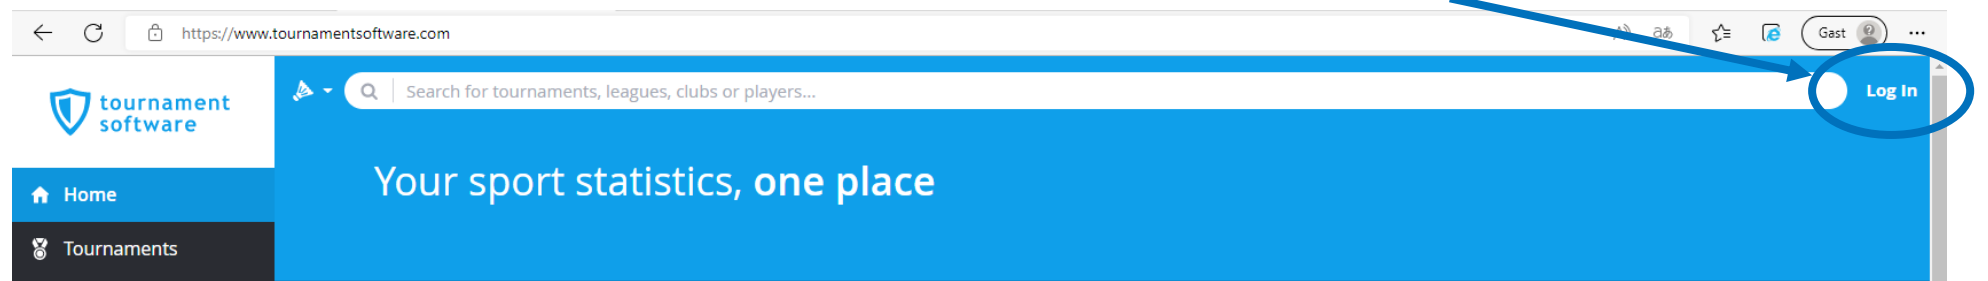 https://www.tournamentsoftware.com
Gast
tournament
software
Search for tournaments, leagues, clubs or players...
Log In
Your sport statistics, one place
Home
Tournaments